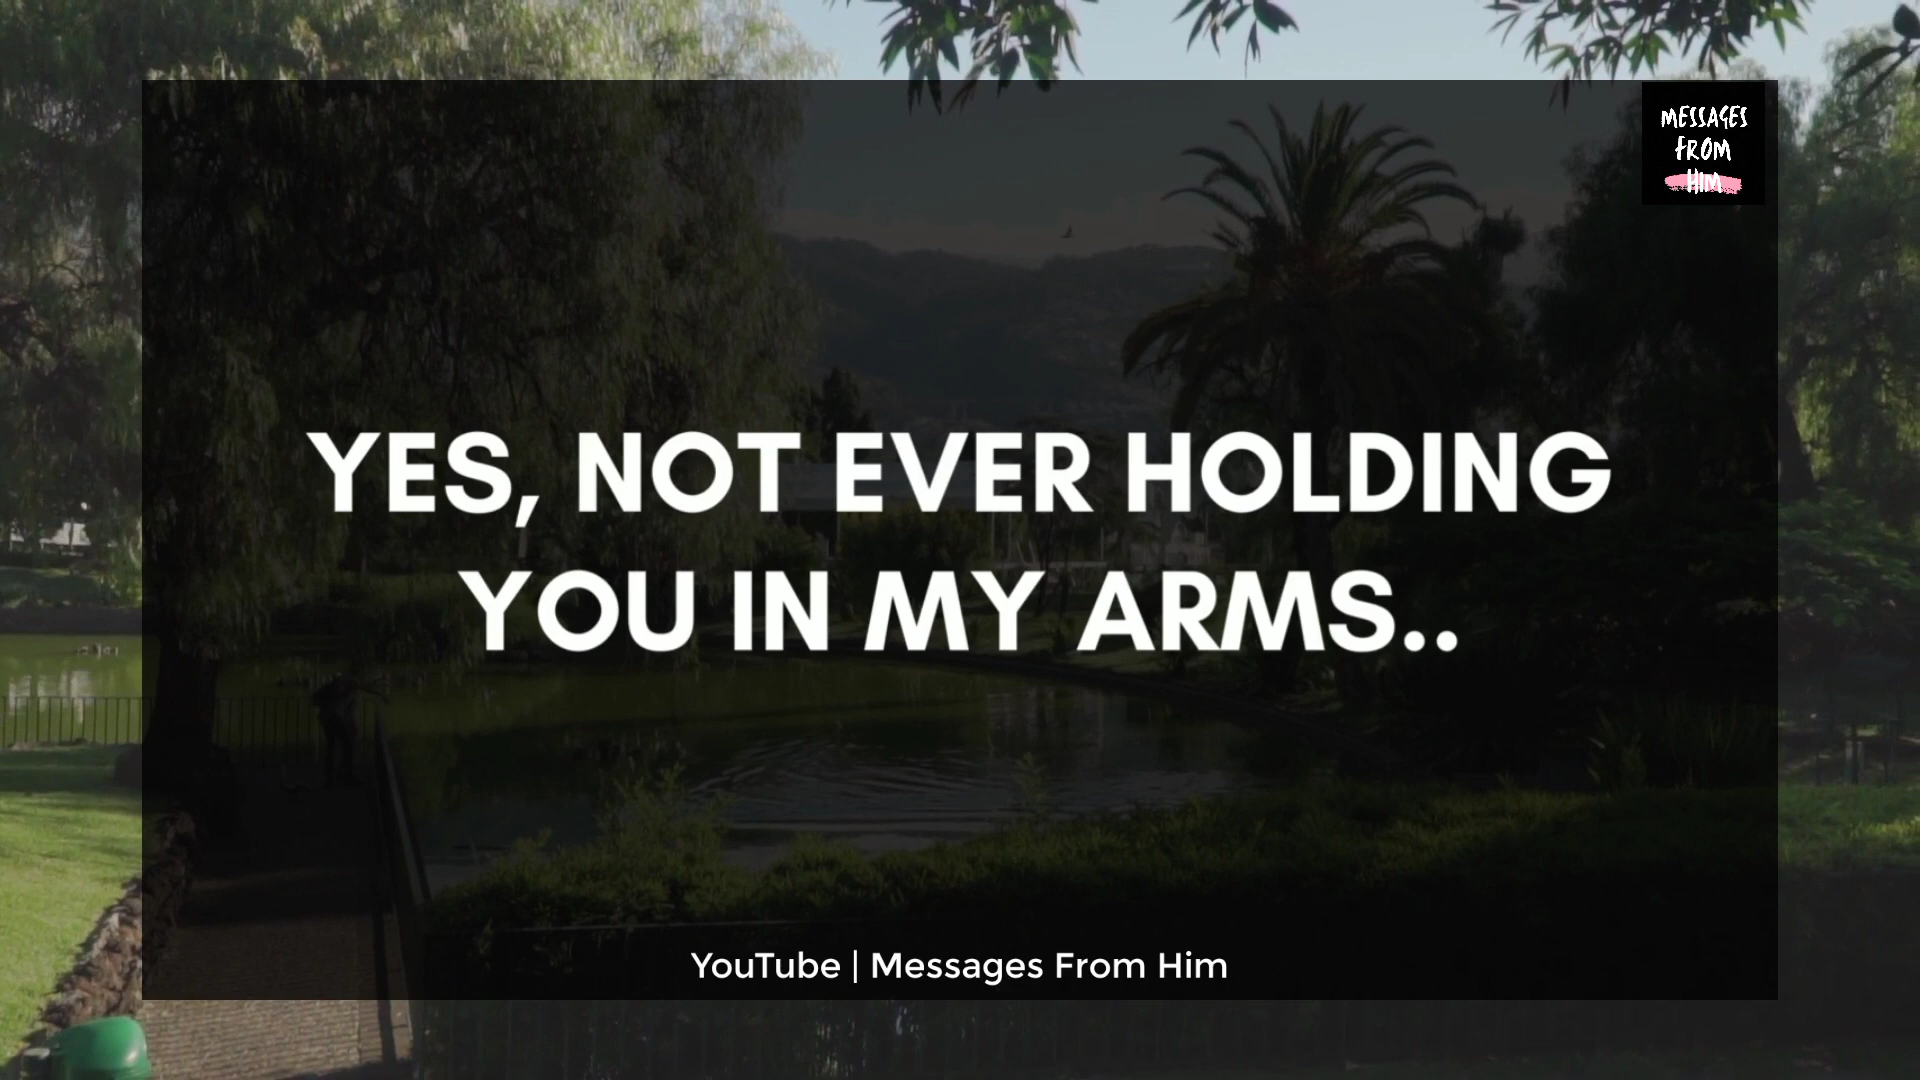 MESSAGES
FROM
HIM
YES, NOT EVER HOLDING
YOU IN MY ARMS..
YouTube | Messages From Him